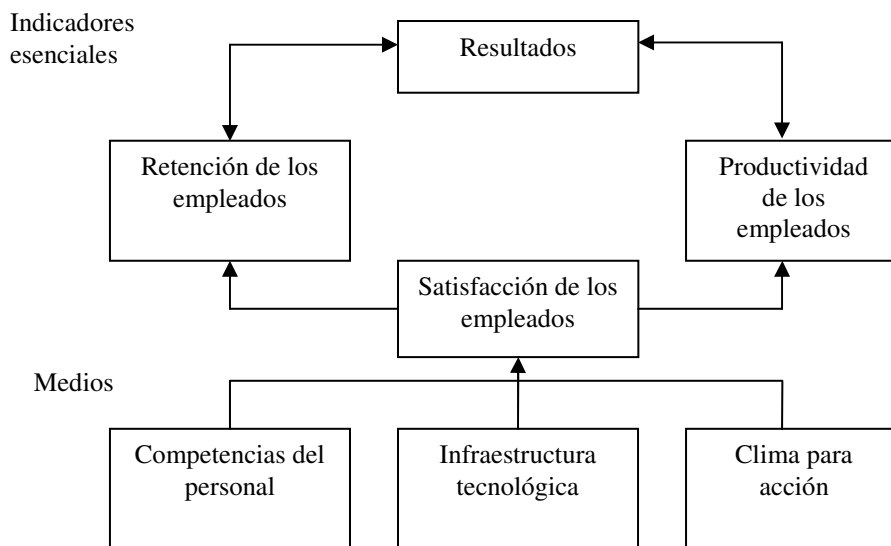 Indicadores
esenciales
Resultados
Retención de los
empleados
Productividad
de los
empleados
Satisfacción de los
empleados
Medios
Competencias del
personal
Infraestructura
tecnológica
Clima para
acción